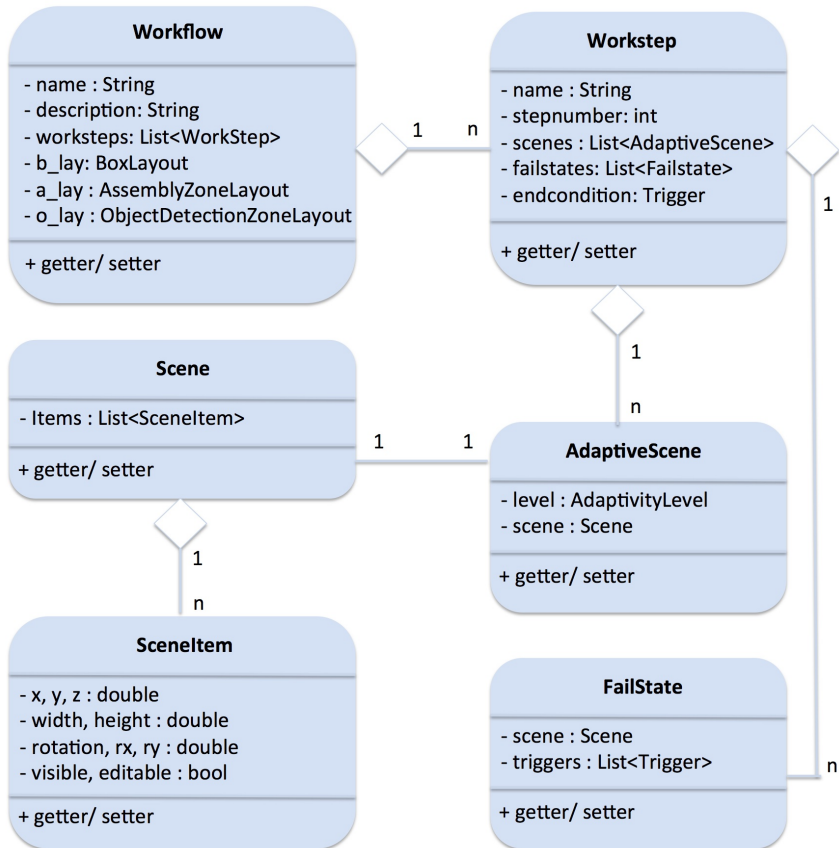 Workflow
- name : String
- description: String
- worksteps: List<WorkStep>
- b_lay: BoxLayout
- a_lay : AssemblyZoneLayout
- o_lay : ObjectDetectionZoneLayout
+ getter/ setter
1 n
Workstep
- name : String
- stepnumber: int
- scenes : List<AdaptiveScene>
- failstates: List<Failstate>
- endcondition: Trigger
+ getter/ setter
1
1
n
Scene
- Items : List<SceneItem>
+ getter/ setter
1 1
AdaptiveScene
- level : AdaptivityLevel
- scene : Scene
+ getter/ setter
1
n
SceneItem
- x, y, z : double
- width, height : double
- rotation, rx, ry : double
- visible, editable : bool
+ getter/ setter
FailState
- scene : Scene
- triggers : List<Trigger>
+ getter/ setter
n